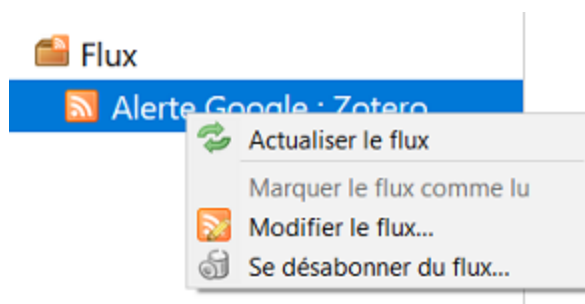 Flux
Alerte Google : Zotero
Actualiser le flux
Marquer le flux comme lu
Modifier le flux...
Se désabonner du flux...